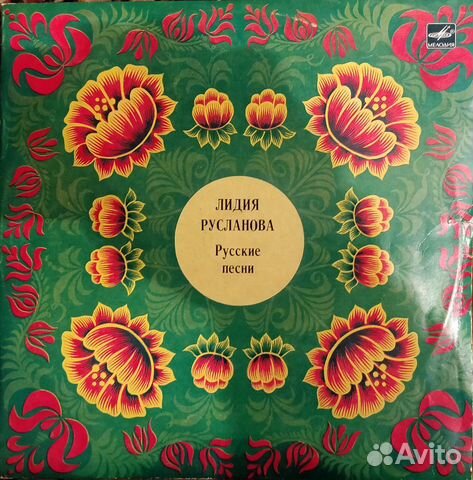 МЕЛОДИЯ
ЛИДИЯ
РУСЛАНОВА
Русские
песни
Avito